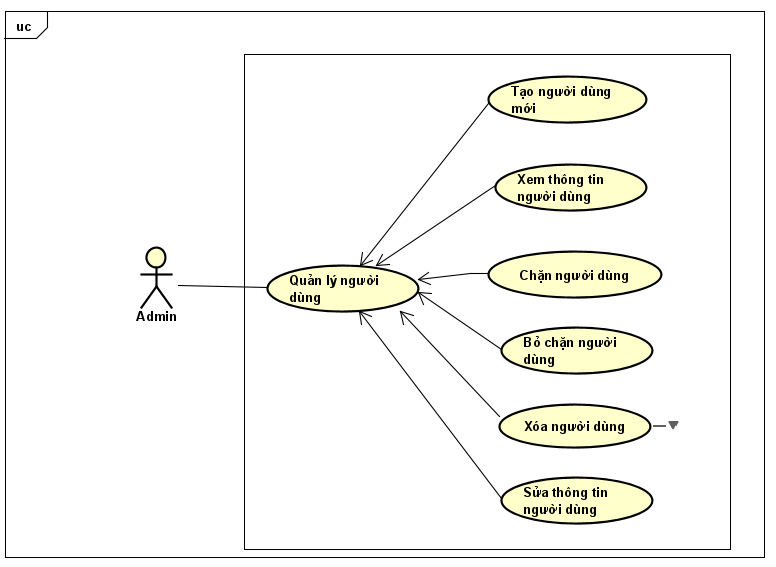 uc
Tạo người dùng
mới
Xem thông tin
người dùng
Chặn người dùng
Quản lý người
dùng
Admin
Bỏ chặn người
dùng
Xóa người dùng
Sửa thông tin
người dùng